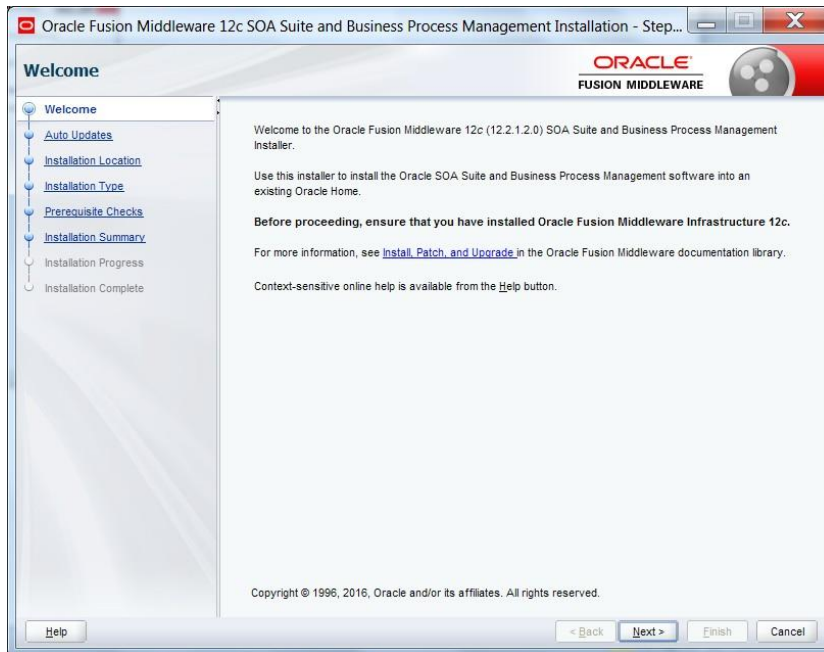 Oracle Fusion Middleware 12c SOA Suite and Business Process Management Installation - Step...
Welcome
ORACLE
FUSION MIDDLEWARE
Welcome
Auto Updates
Installation Location
Installation Type
Prerequisite Checks
Installation Summary
Installation Progress
Installation Complete
Welcome to the Oracle Fusion Middleware 12c (12.2.1.2.0) SOA Suite and Business Process Management
Installer.
Use this installer to install the Oracle SOA Suite and Business Process Management software into an
existing Oracle Home.
Before proceeding, ensure that you have installed Oracle Fusion Middleware Infrastructure 12c.
For more information, see Install, Patch, and Upgrade in the Oracle Fusion Middleware documentation library.
Context-sensitive online help is available from the Help button.
Copyright © 1996, 2016, Oracle and/or its affiliates. All rights reserved.
Help
< Back
Next >
Finish
Cancel